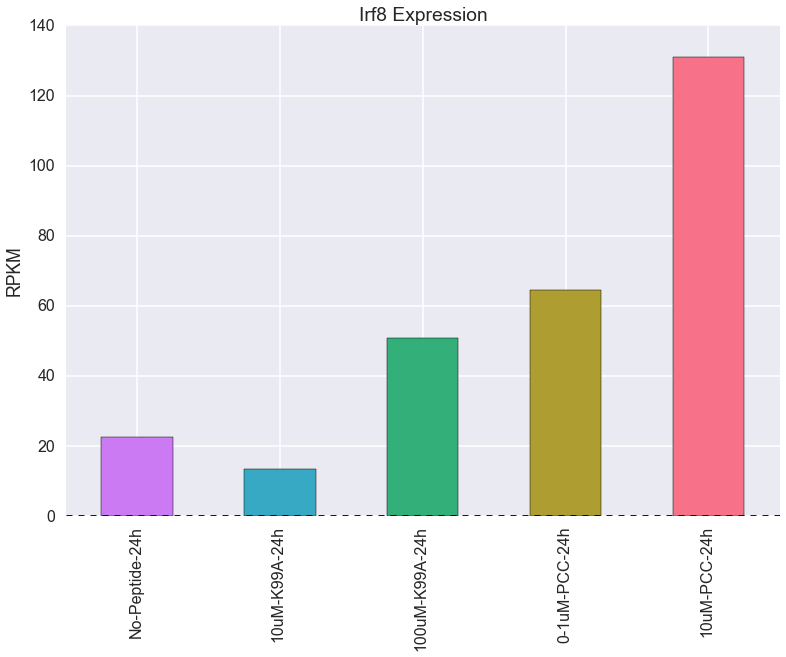 Irf8 Expression
140
120
100
80
60
40
20
0
RPKM
No-Peptide-24h
10uM-K99A-24h
100uM-K99A-24h
0-1uM-PCC-24h
10uM-PCC-24h